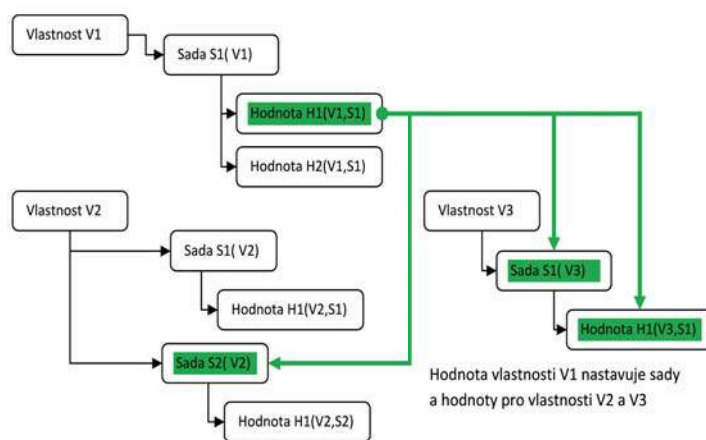 Vlastnost V1
Sada S1( V1)
Hodnota H1(V1,S1)
Hodnota H2(V1,S1)
Vlastnost V2
Vlastnost V3
Sada S1( V2)
Sada S1( V3)
Hodnota H1(V2,S1)
Hodnota H1(V3,S1)
Sada S2( V2)
Hodnota vlastnosti V1 nastavuje sady
a hodnoty pro vlastnosti V2 a V3
Hodnota H1(V2,S2)